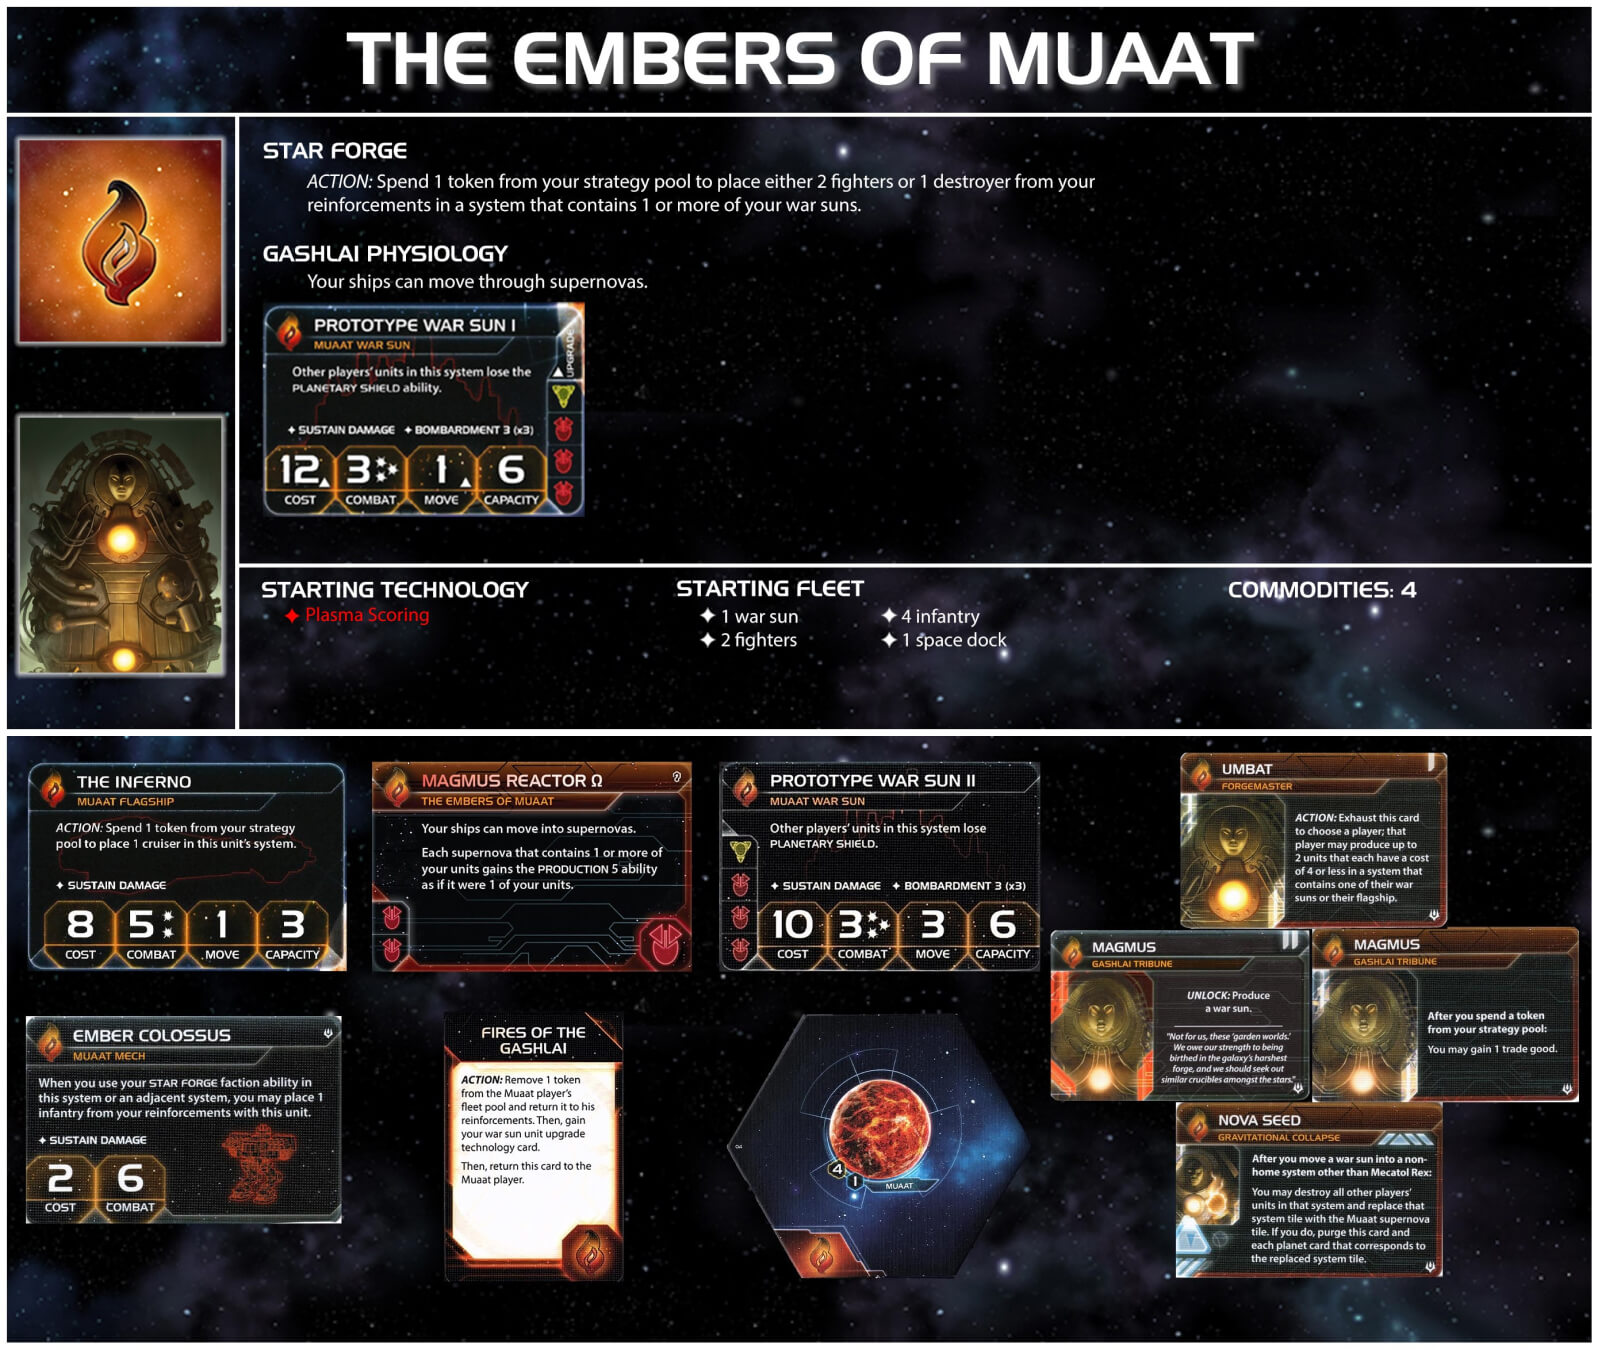 THE EMBERS OF MUAAT
STAR FORGE
ACTION: Spend 1 token from your strategy pool to place either 2 fighters or 1 destroyer from your
reinforcements in a system that contains 1 or more of your war suns.
GASHLAI PHYSIOLOGY
Your ships can move through supernovas.
PROTOTYPE WAR SUN I
MUAAT WAR SUN
UPGRADE
Other players' units in this system lose the
PLANETARY SHIELD ability.
SUSTAIN DAMAGE BOMBARDMENT 3 (x3)
12 3 1 6
COST COMBAT MOVE CAPACITY
STARTING TECHNOLOGY
Plasma Scoring
STARTING FLEET
1 war sun 4 infantry
2 fighters 1 space dock
COMMODITIES: 4
THE INFERNO
MUAAT FLAGSHIP
ACTION: Spend 1 token from your strategy
pool to place 1 cruiser in this unit's system.
SUSTAIN DAMAGE
8 5 1 3
COST COMBAT MOVE CAPACITY
MAGMUS REACTOR Ω
THE EMBERS OF MUAAT
Your ships can move into supernovas.
Each supernova that contains 1 or more of
your units gains the PRODUCTION 5 ability
as if it were 1 of your units.
PROTOTYPE WAR SUN II
MUAAT WAR SUN
Other players' units in this system lose
PLANETARY SHIELD.
SUSTAIN DAMAGE BOMBARDMENT 3 (x3)
10 3 3 6
COST COMBAT MOVE CAPACITY
UMBAT
FORGEMASTER
ACTION: Exhaust this card
to choose a player; that
player may produce up to
2 units that each have a cost
of 4 or less in a system that
contains one of their war
suns or their flagship.
MAGMUS
GASHLAI TRIBUNE
UNLOCK: Produce
a war sun.
"Not for us, these 'garden worlds.'
We owe our strength to being
birthed in the galaxy's harshest
forge, and we should seek out
similar crucibles amongst the stars."
MAGMUS
GASHLAI TRIBUNE
After you spend a token
from your strategy pool:
You may gain 1 trade good.
EMBER COLOSSUS
MUAAT MECH
When you use your STAR FORGE faction ability in
this system or an adjacent system, you may place 1
infantry from your reinforcements with this unit.
SUSTAIN DAMAGE
2 6
COST COMBAT
FIRES OF THE
GASHLAI
ACTION: Remove 1 token
from the Muaat player's
fleet pool and return it to his
reinforcements. Then, gain
your war sun unit upgrade
technology card.
Then, return this card to the
Muaat player.
4
1
MUAAT
NOVA SEED
GRAVITATIONAL COLLAPSE
After you move a war sun into a non-
home system other than Mecatol Rex:
You may destroy all other players'
units in that system and replace that
system tile with the Muaat supernova
tile. If you do, purge this card and
each planet card that corresponds to
the replaced system tile.